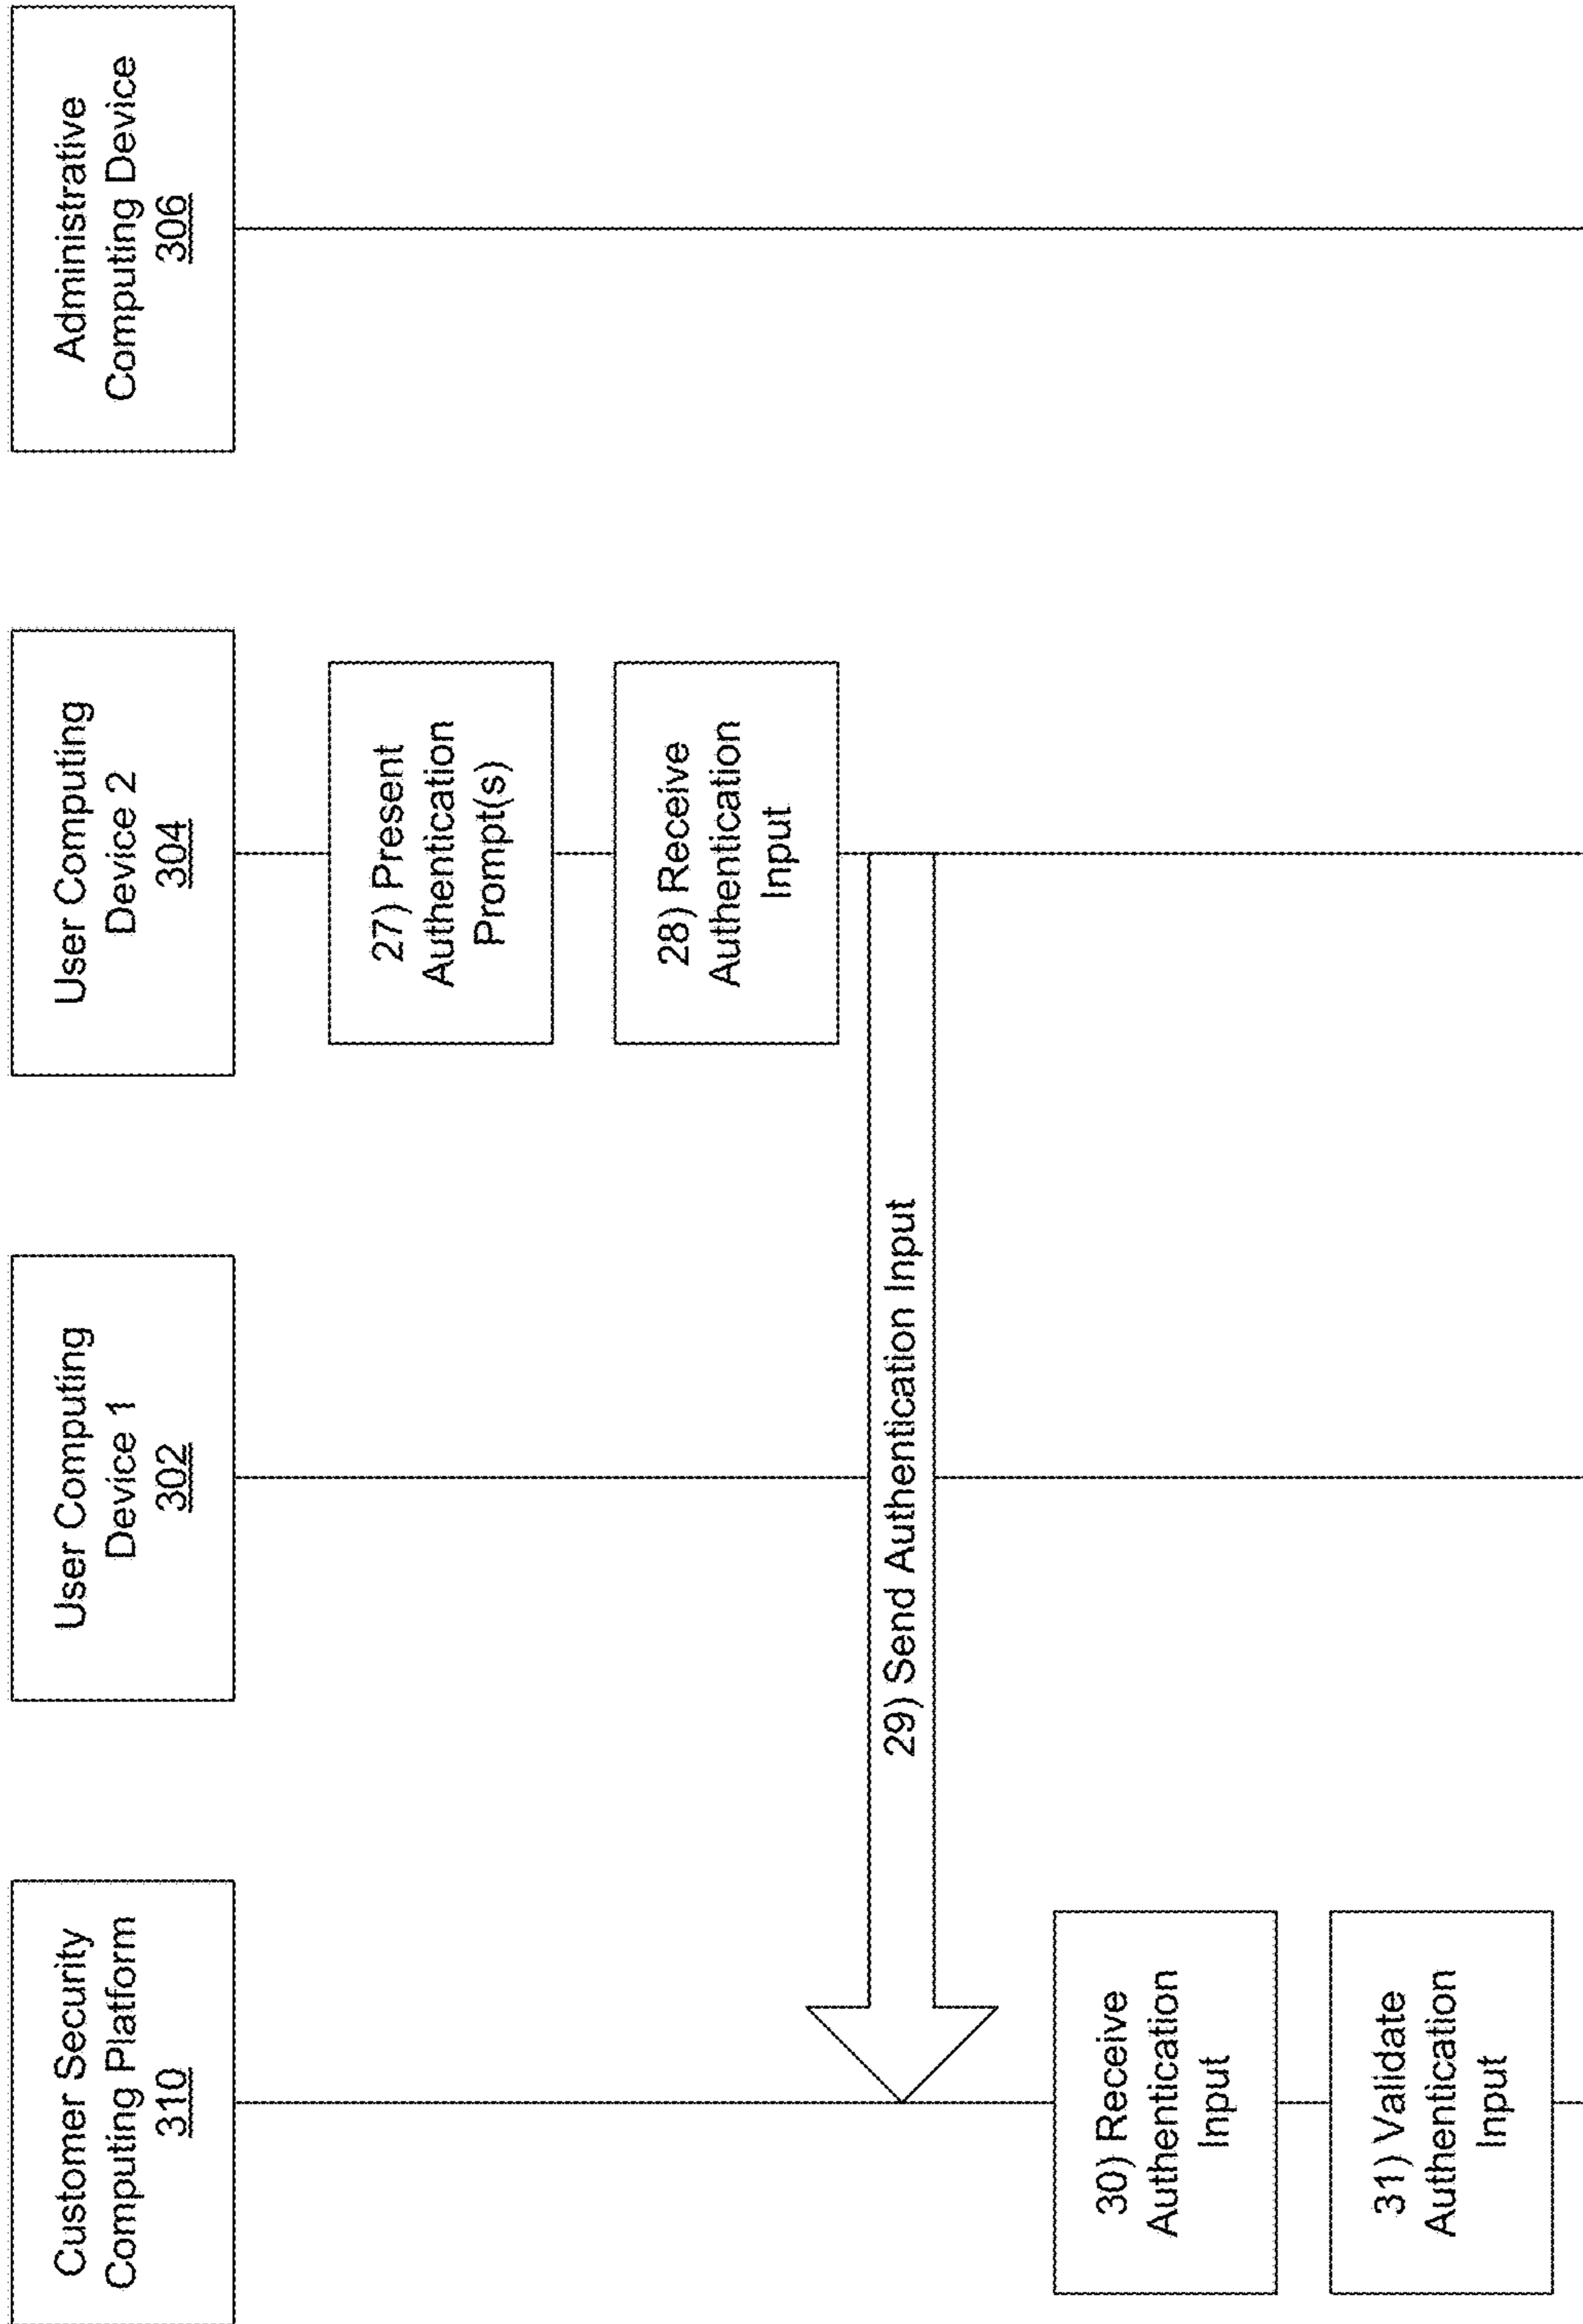 Customer Security
Computing Platform
310
User Computing
Device 1
302
User Computing
Device 2
304
Administrative
Computing Device
306
27) Present
Authentication
Prompt(s)
28) Receive
Authentication
Input
29) Send Authentication Input
30) Receive
Authentication
Input
31) Validate
Authentication
Input